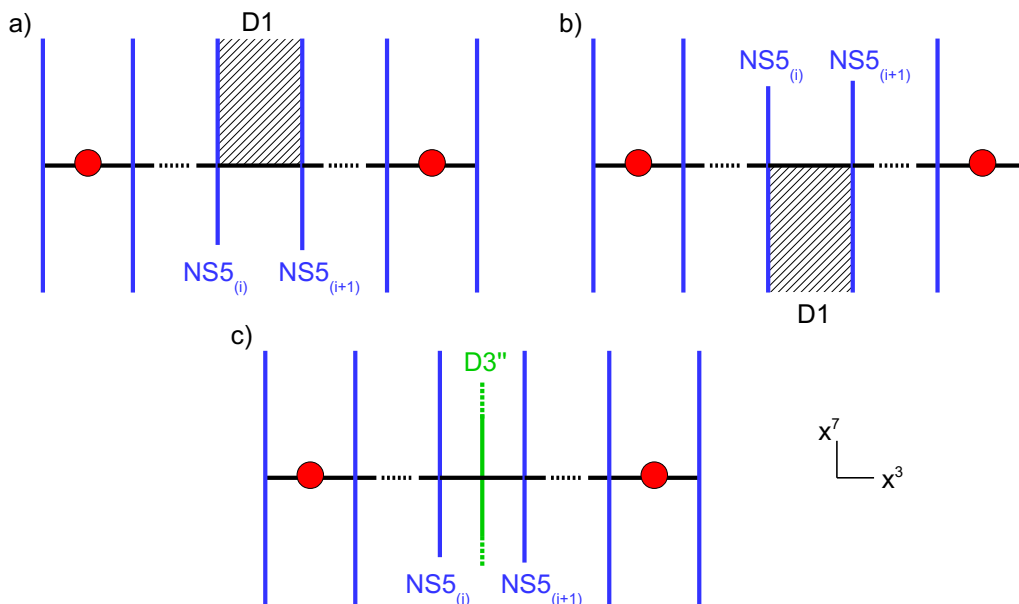 a)
D1
NS5(i)
NS5(i+1)
b)
NS5(i)
NS5(i+1)
D1
c)
D3"
NS5(i)
NS5(i+1)
x⁷
x³